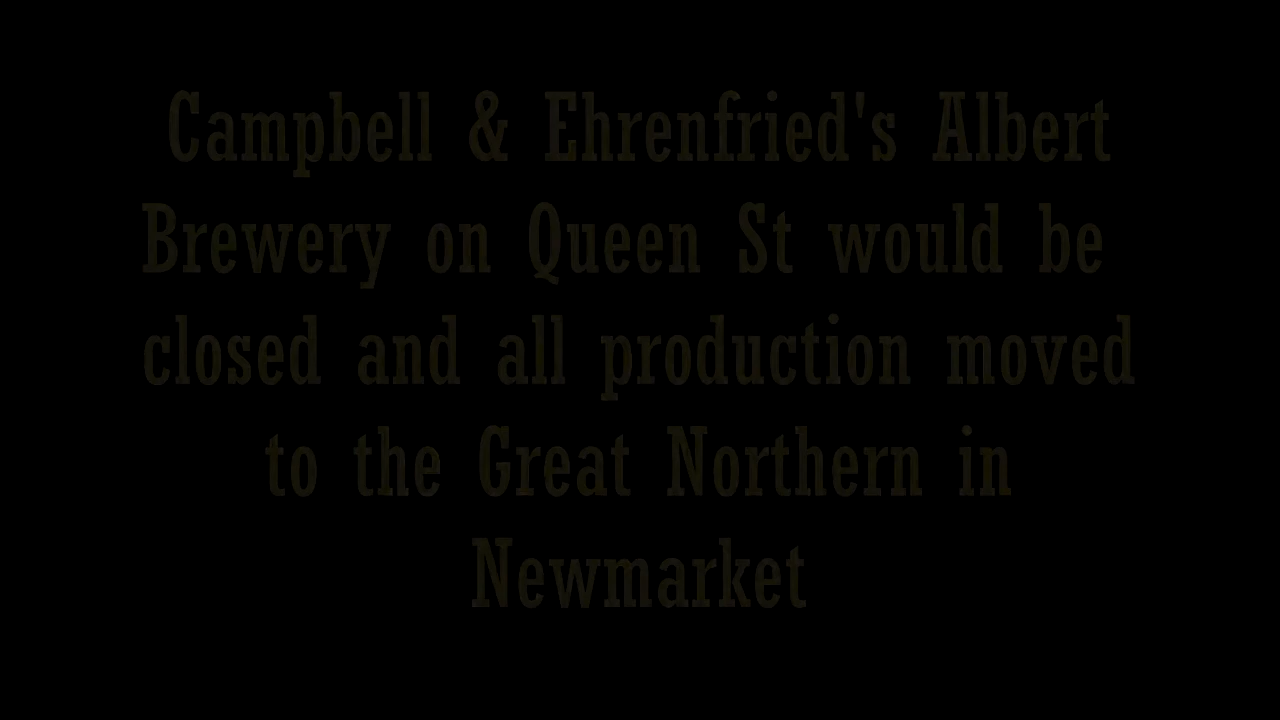 Campbell & Ehrenfried's Albert
Brewery on Queen St would be
closed and all production moved
to the Great Northern in
Newmarket